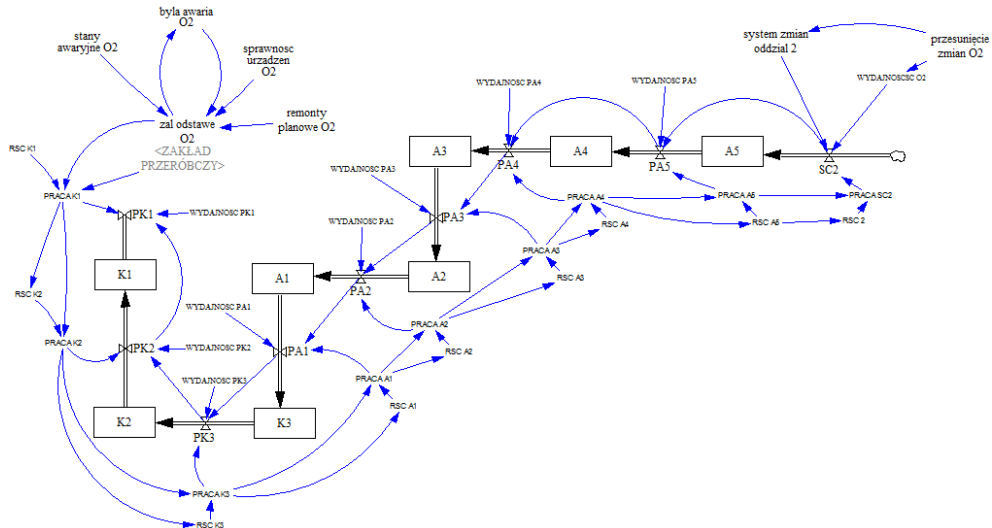 byla awaria
O2
stany
awaryjne O2
sprawnosc
urzadzen
O2
system zmian
oddzial 2
przesunięcie
zmian O2
WYDAJNOSC PA4
WYDAJNOSC PA5
WYDAJNOSCSC O2
remonty
planowe O2
zal odstawe
O2
<ZAKŁAD
PRZERÓBCZY>
RSC K1
A3
PA4
A4
PA5
A5
SC2
WYDAJNOSC PA3
PRACA K1
PRACA A4
PRACA A5
PRACA SC2
PK1
WYDAJNOSC PK1
WYDAJNOSC PA2
PA3
RSC A4
RSC A5
RSC 2
PRACA A3
K1
A1
PA2
A2
RSC A3
RSC K2
WYDAJNOSC PA1
PRACA A2
PRACA K2
PK2
WYDAJNOSC PK2
PA1
RSC A2
WYDAJNOSC PK3
PRACA A1
RSC A1
K2
PK3
K3
PRACA K3
RSC K3